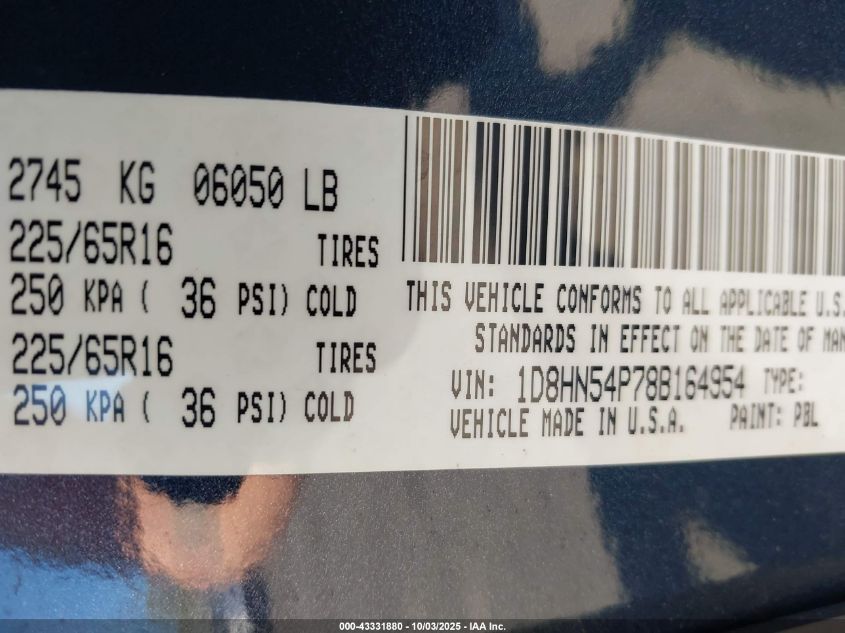 2745 KG 06050 LB
225/65R16 TIRES
250 KPA ( 36 PSI) COLD
225/65R16 TIRES
250 KPA ( 36 PSI) COLD
THIS VEHICLE CONFORMS TO ALL APPLICABLE U.S.
STANDARDS IN EFFECT ON THE DATE OF MAN
VIN: 1D8HN54P78B164954 TYPE:
VEHICLE MADE IN U.S.A. PAINT: PBL
000-43331880 - 10/03/2025 - IAA Inc.